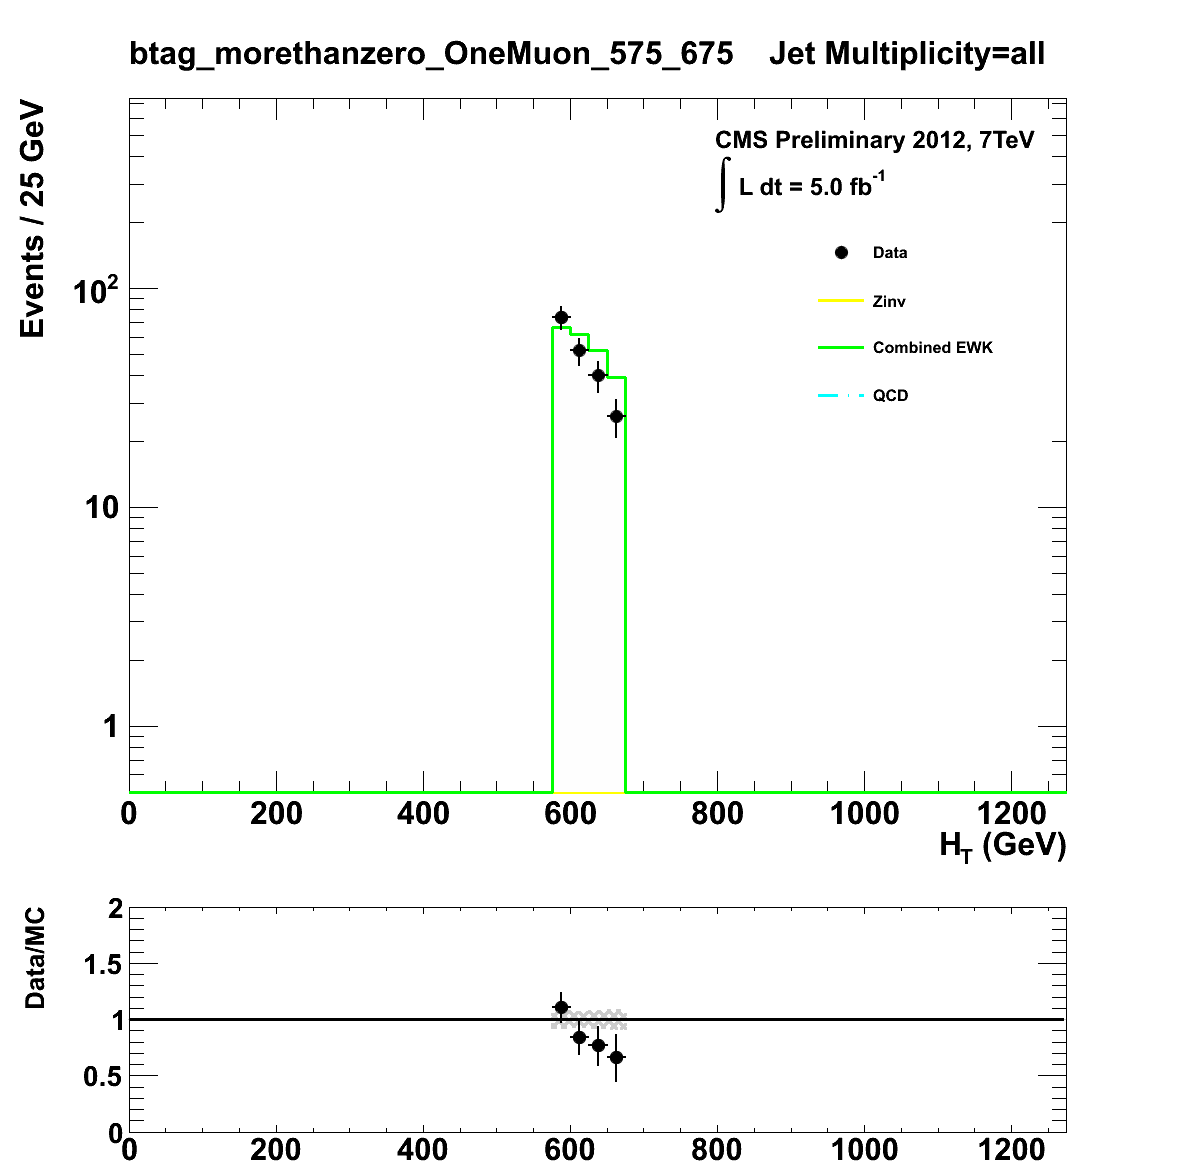 btag_morethanzero_OneMuon_575_675 Jet Multiplicity=all
Events / 25 GeV
CMS Preliminary 2012, 7TeV
∫ L dt = 5.0 fb⁻¹
Data
Zinv
Combined EWK
QCD
10²
10
1
0 200 400 600 800 1000 1200
H_T (GeV)
Data/MC
2
1.5
1
0.5
0
0 200 400 600 800 1000 1200